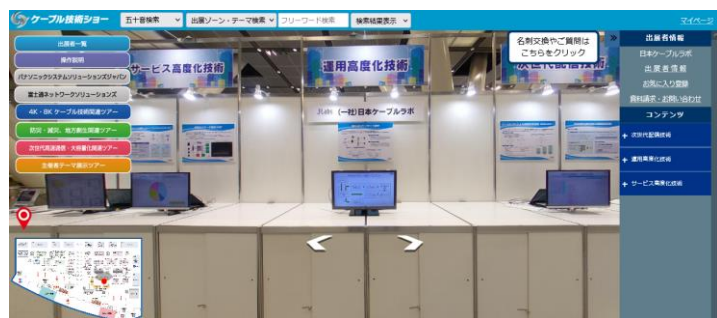 ケーブル技術ショー
五十音検索
出展ゾーン・テーマ検索
フリーワード検索
検索結果表示
マイページ
出展者一覧
操作説明
パナソニックシステムソリューションズジャパン
富士通ネットワークソリューションズ
4K・8K ケーブル技術関連ツアー
防災・減災、地方創生関連ツアー
次世代高速通信・大容量化関連ツアー
主催者テーマ展示ツアー
サービス高度化技術
運用高度化技術
次世代配信技術
JLabs (一社)日本ケーブルラボ
名刺交換やご質問は
こちらをクリック
»
出展者情報
日本ケーブルラボ
出展者情報
お気に入り登録
資料請求・お問い合わせ
コンテンツ
+ 次世代配信技術
+ 運用高度化技術
+ サービス高度化技術